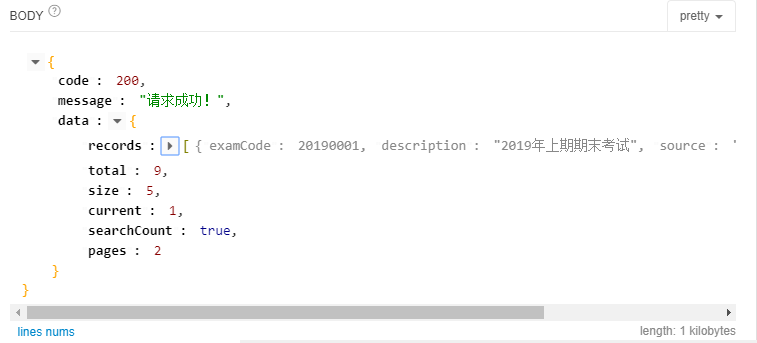 BODY ?
pretty
{
code : 200,
message : "请求成功！",
data : {
records : [ { examCode : 20190001, description : "2019年上期期末考试", source : '
total : 9,
size : 5,
current : 1,
searchCount : true,
pages : 2
}
}
lines nums
length: 1 kilobytes